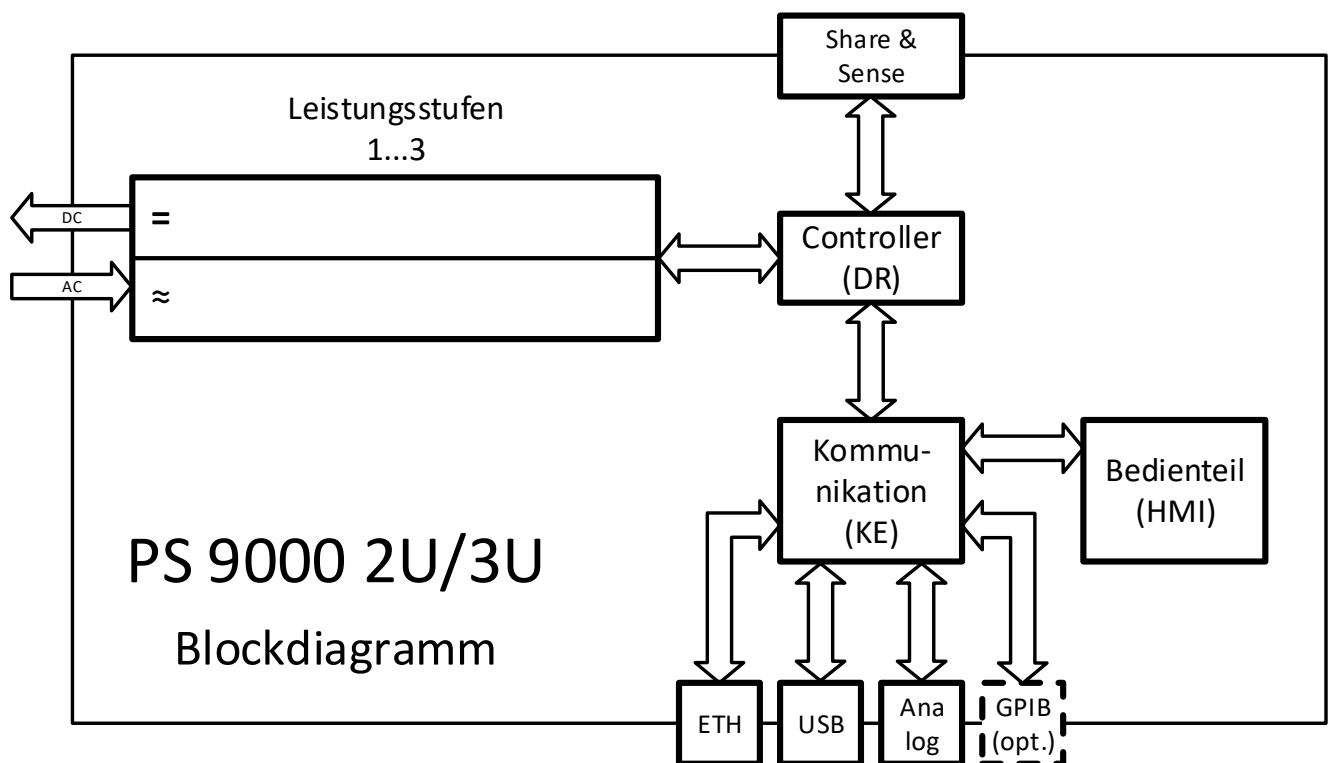 Share &
Sense
Leistungsstufen
1...3
DC
=
AC
≈
Controller
(DR)
Kommu-
nikation
(KE)
Bedienteil
(HMI)
PS 9000 2U/3U
Blockdiagramm
ETH
USB
Ana
log
GPIB
(opt.)